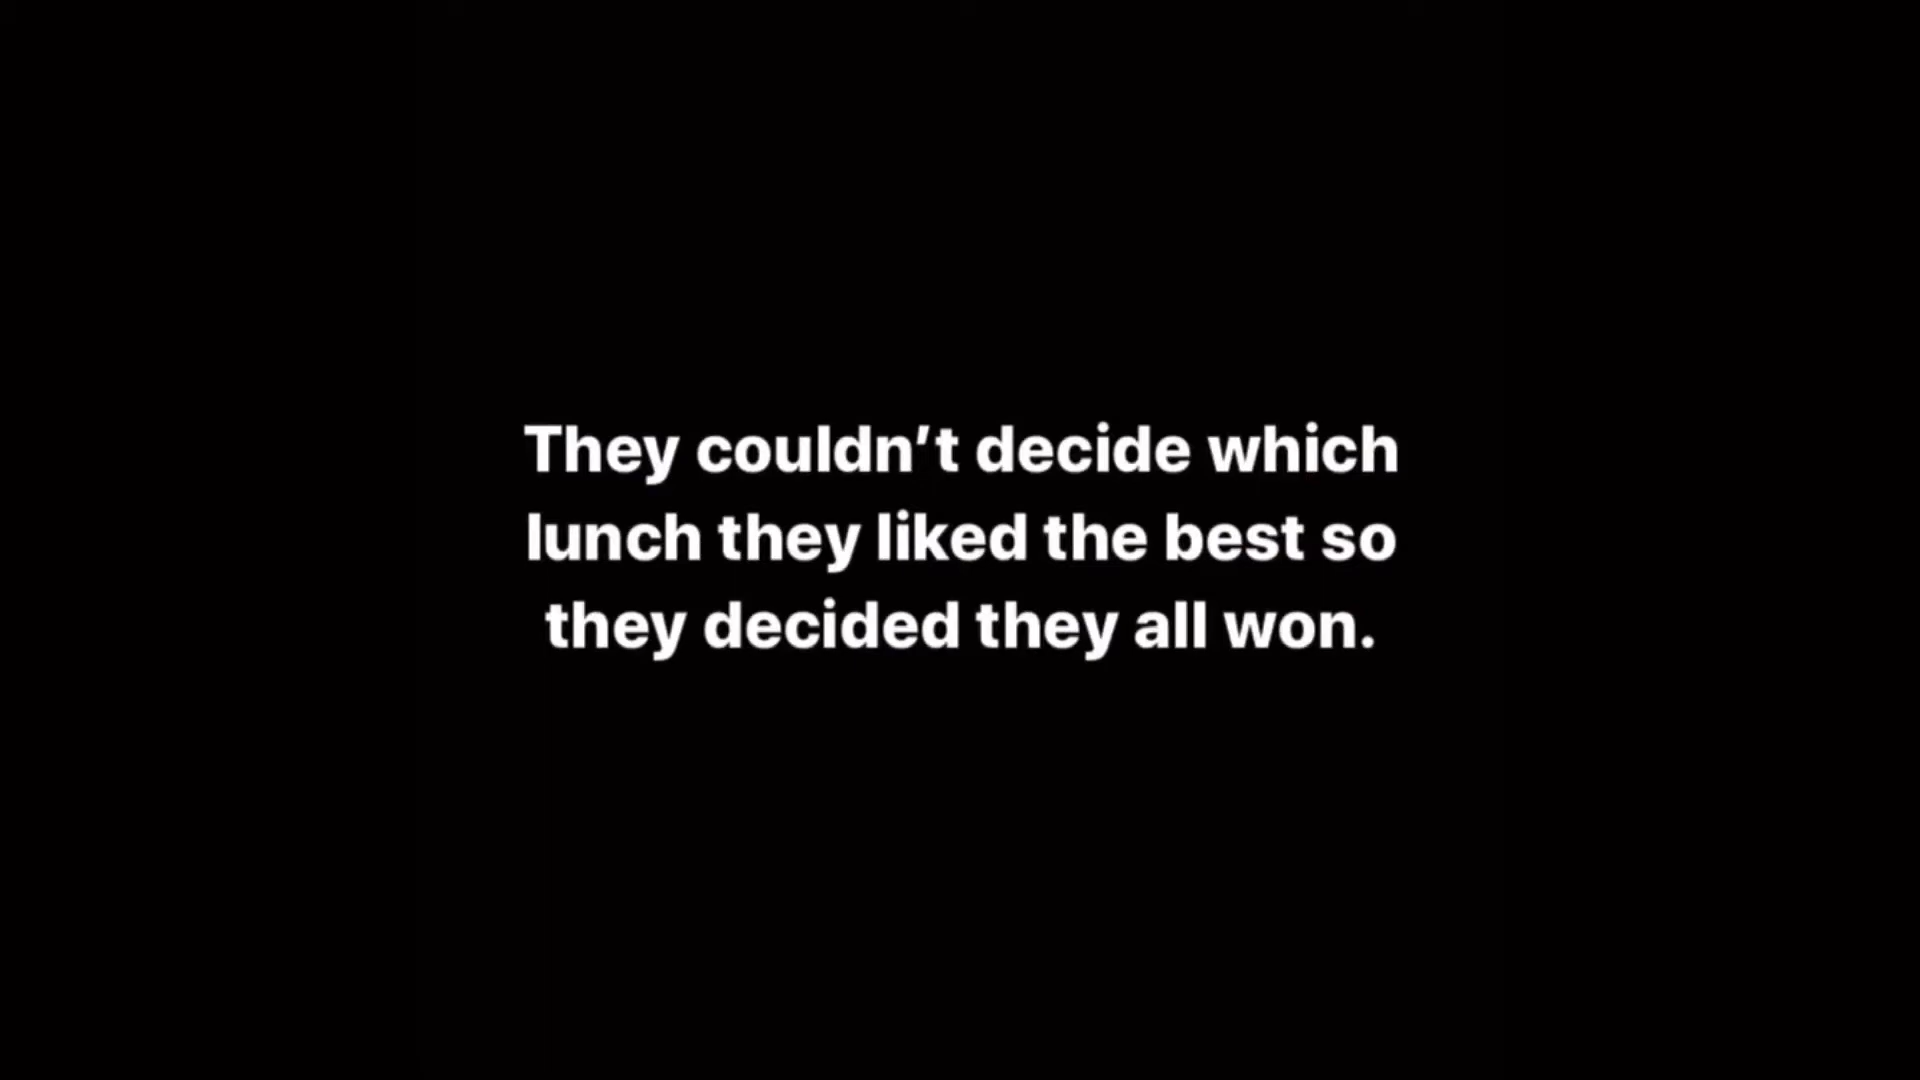 They couldn’t decide which
lunch they liked the best so
they decided they all won.